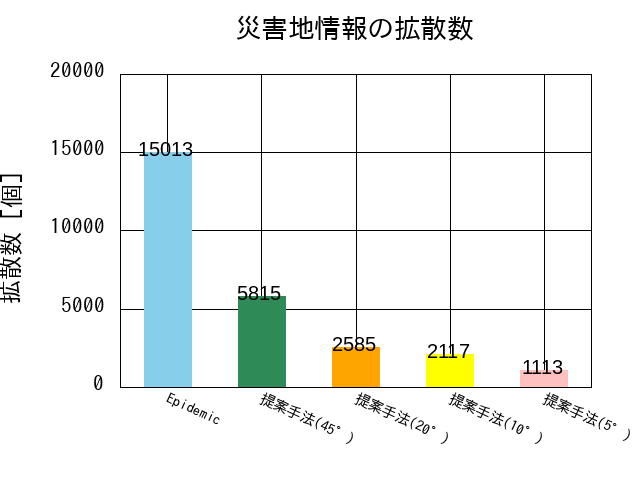 災害地情報の拡散数
拡散数 [個]
20000
15000
10000
5000
0
15013
5815
2585
2117
1113
Epidemic
提案手法(45°)
提案手法(20°)
提案手法(10°)
提案手法(5°)